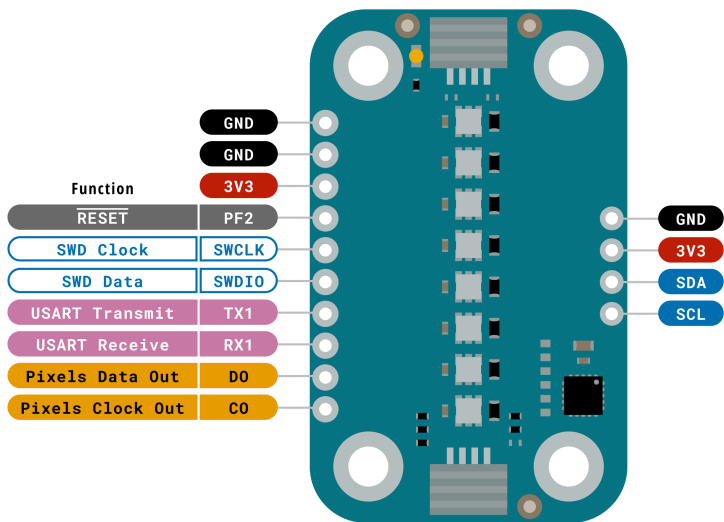 GND
GND
3V3
Function
RESET PF2
SWD Clock SWCLK
SWD Data SWDIO
USART Transmit TX1
USART Receive RX1
Pixels Data Out DO
Pixels Clock Out CO
GND
3V3
SDA
SCL